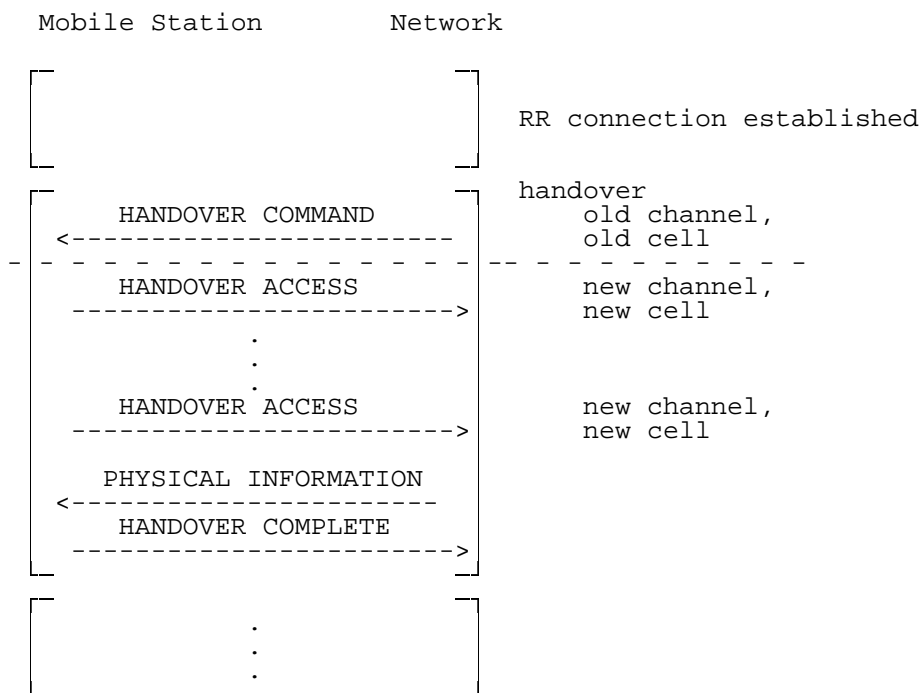 Mobile Station Network
RR connection established
handover
HANDOVER COMMAND old channel,
<------------------------ old cell
- - - - - - - - - - - - - - - -- - - - - - - - - -
HANDOVER ACCESS new channel,
------------------------> new cell
.
.
.
HANDOVER ACCESS new channel,
------------------------> new cell
PHYSICAL INFORMATION
<-----------------------
HANDOVER COMPLETE
------------------------>
.
.
.